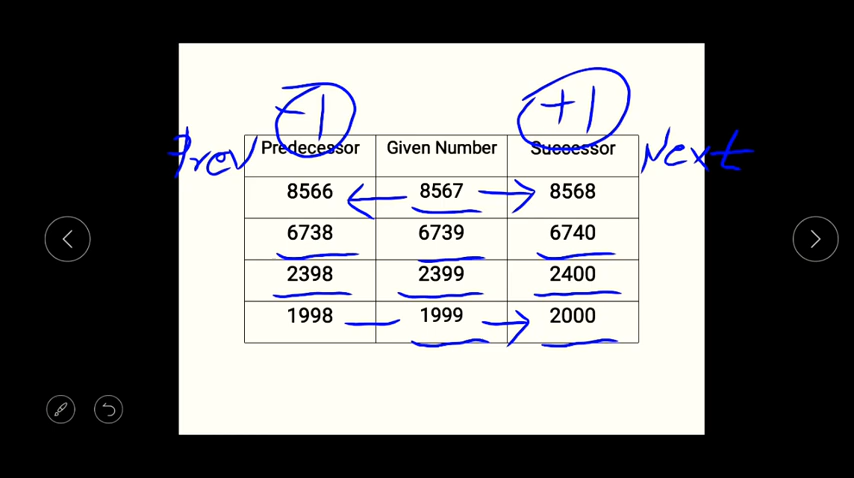 -1 +1
Prev Predecessor Given Number Successor Next
8566 8567 8568
6738 6739 6740
2398 2399 2400
1998 1999 2000